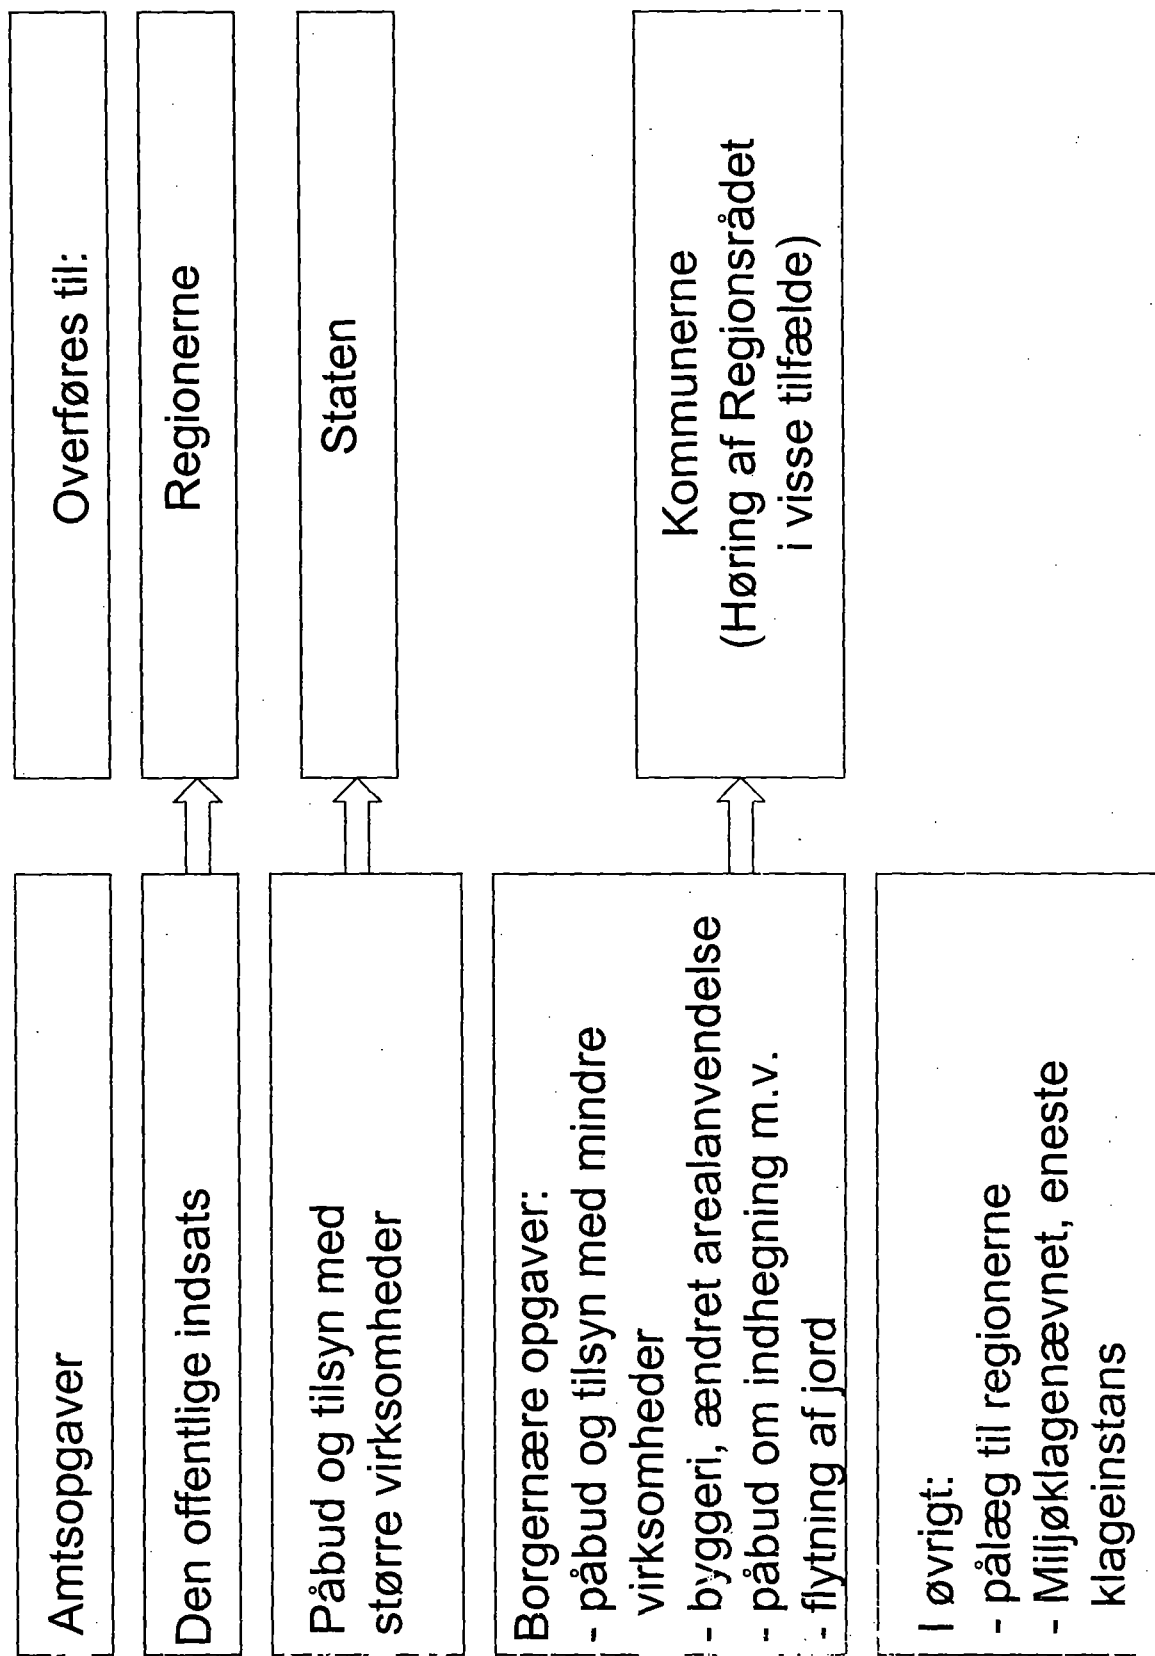 Amtsopgaver
Overføres til:
Den offentlige indsats
Regionerne
Påbud og tilsyn med
større virksomheder
Staten
Borgernære opgaver:
- påbud og tilsyn med mindre
virksomheder
- byggeri, ændret arealanvendelse
- påbud om indhegning m.v.
- flytning af jord
Kommunerne
(Høring af Regionsrådet
i visse tilfælde)
I øvrigt:
- pålæg til regionerne
- Miljøklagenævnet, eneste
klageinstans